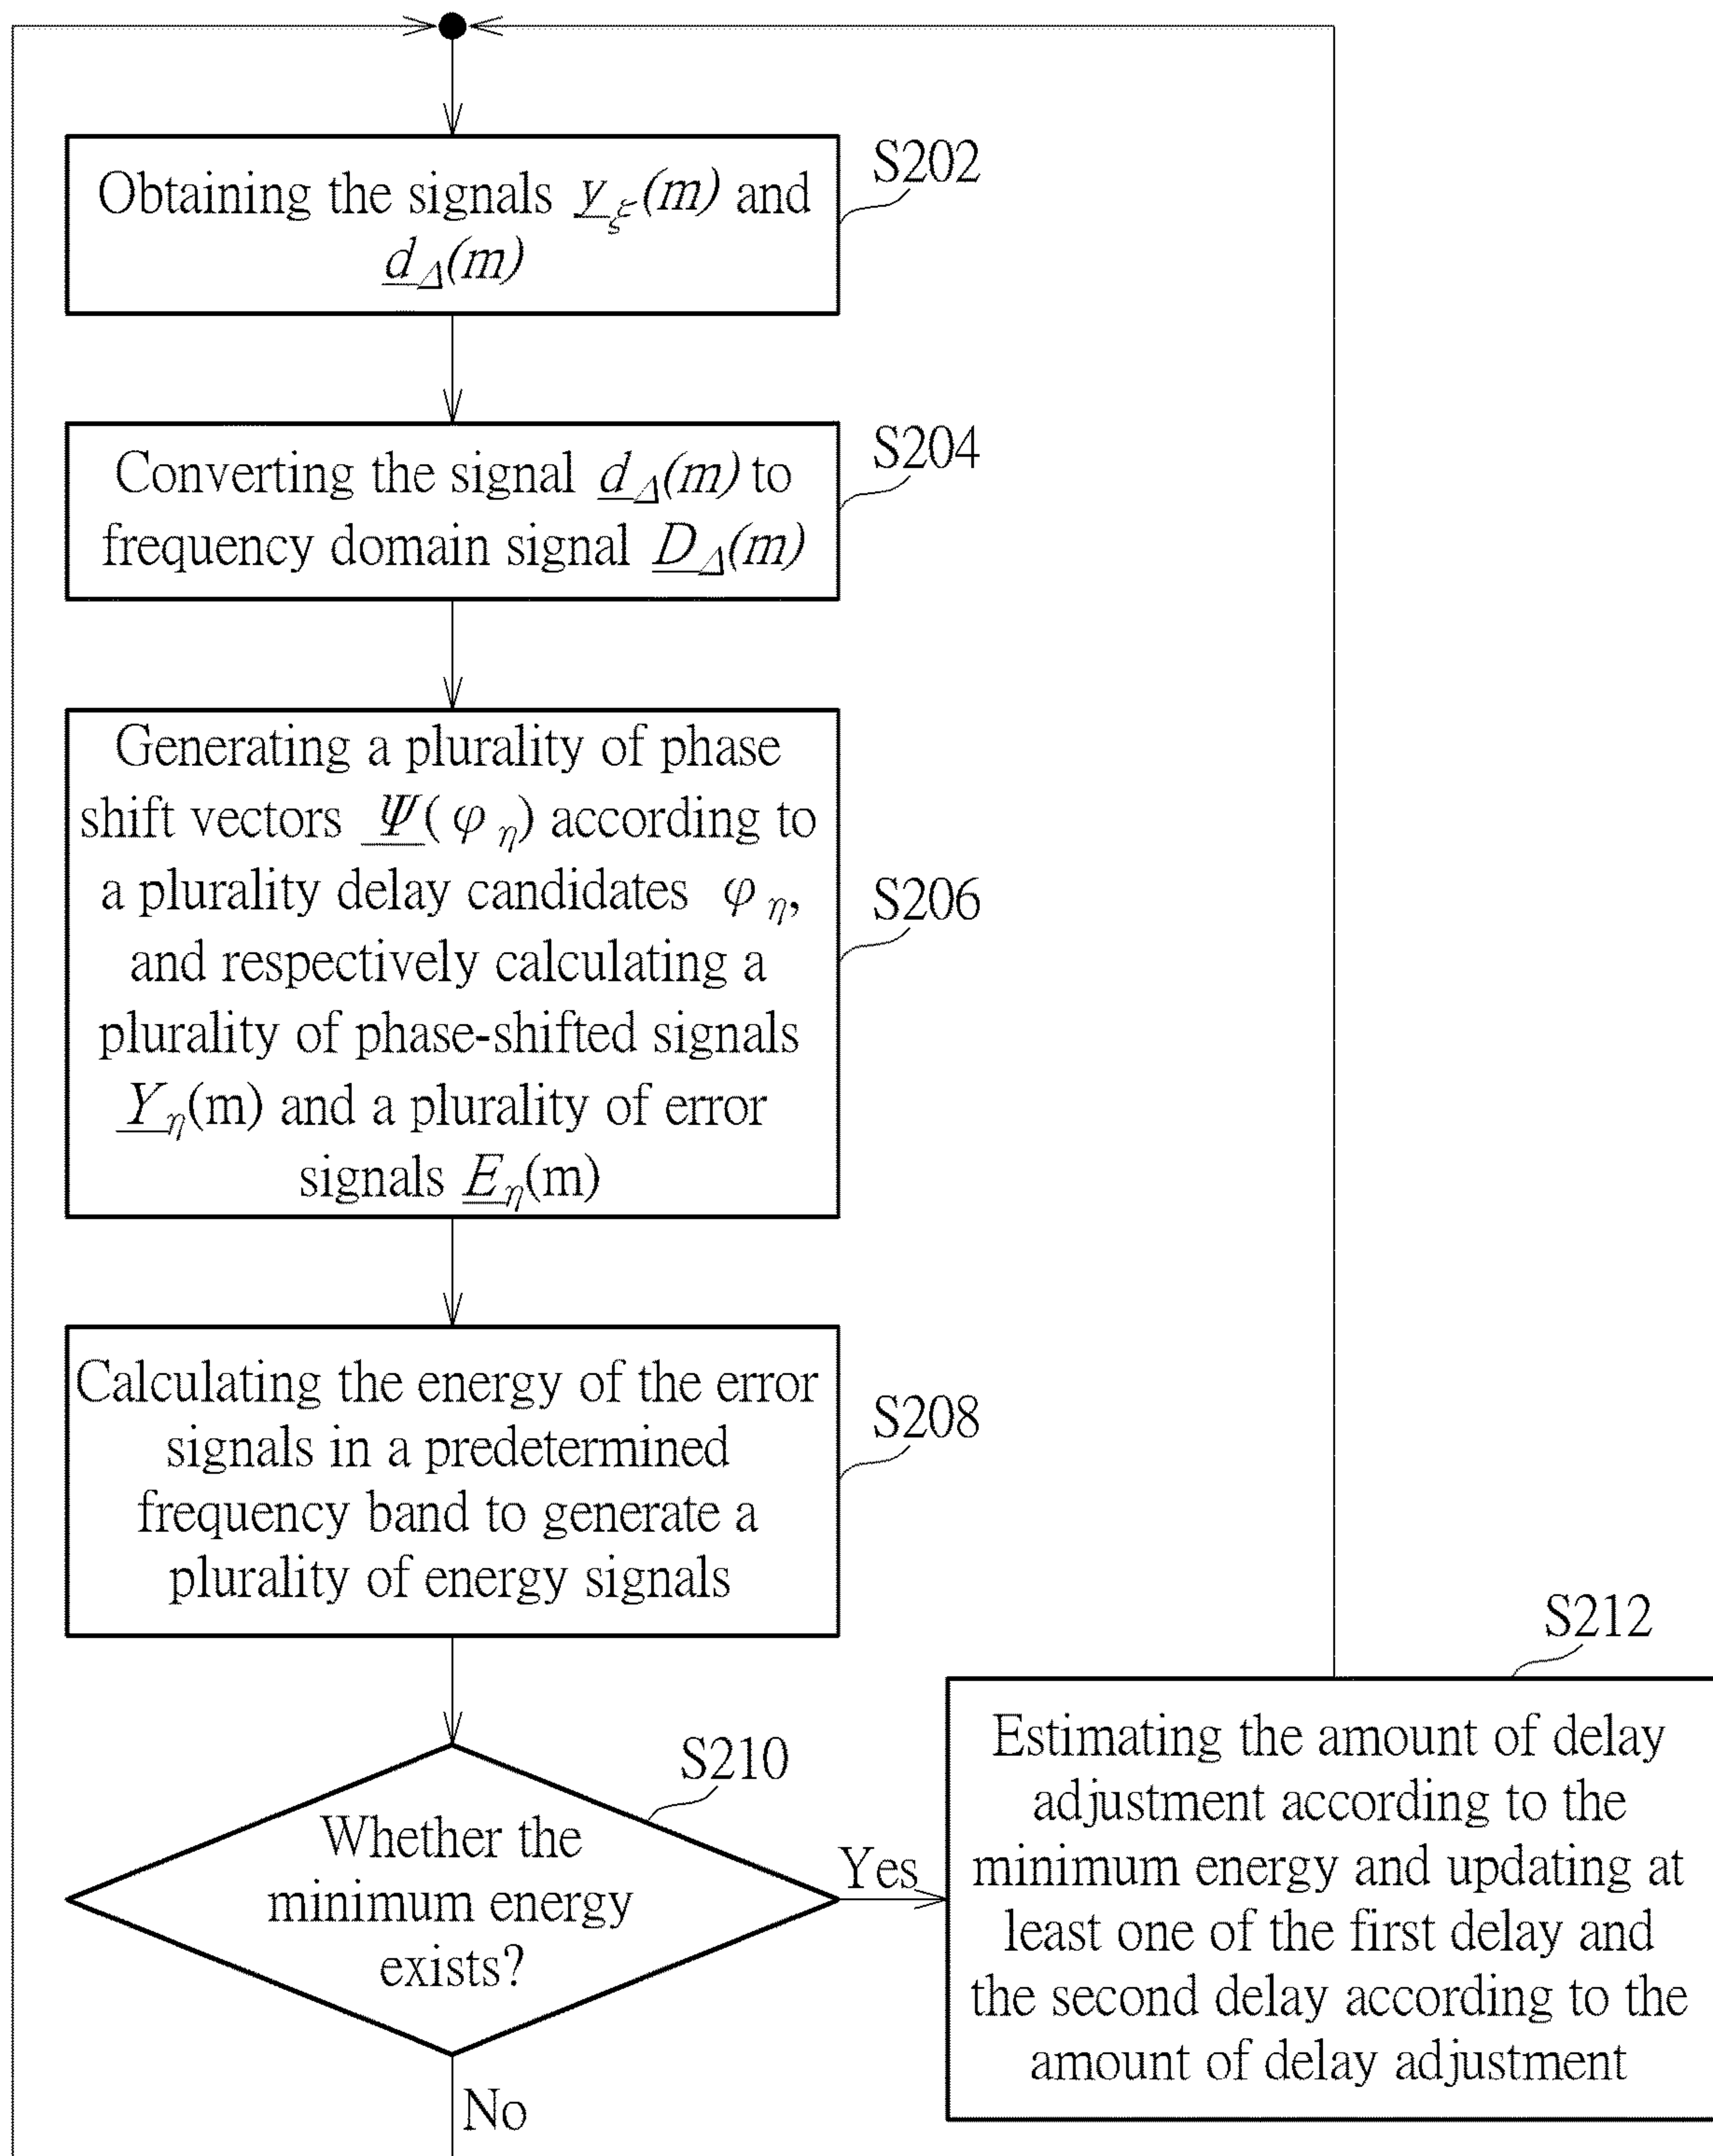 Obtaining the signals y_ξ(m) and
d_Δ(m)
S202
Converting the signal d_Δ(m) to
frequency domain signal D_Δ(m)
S204
Generating a plurality of phase
shift vectors Ψ(φ_η) according to
a plurality delay candidates φ_η,
and respectively calculating a
plurality of phase-shifted signals
Y_η(m) and a plurality of error
signals E_η(m)
S206
Calculating the energy of the error
signals in a predetermined
frequency band to generate a
plurality of energy signals
S208
Whether the
minimum energy
exists?
S210
Yes
No
S212
Estimating the amount of delay
adjustment according to the
minimum energy and updating at
least one of the first delay and
the second delay according to the
amount of delay adjustment